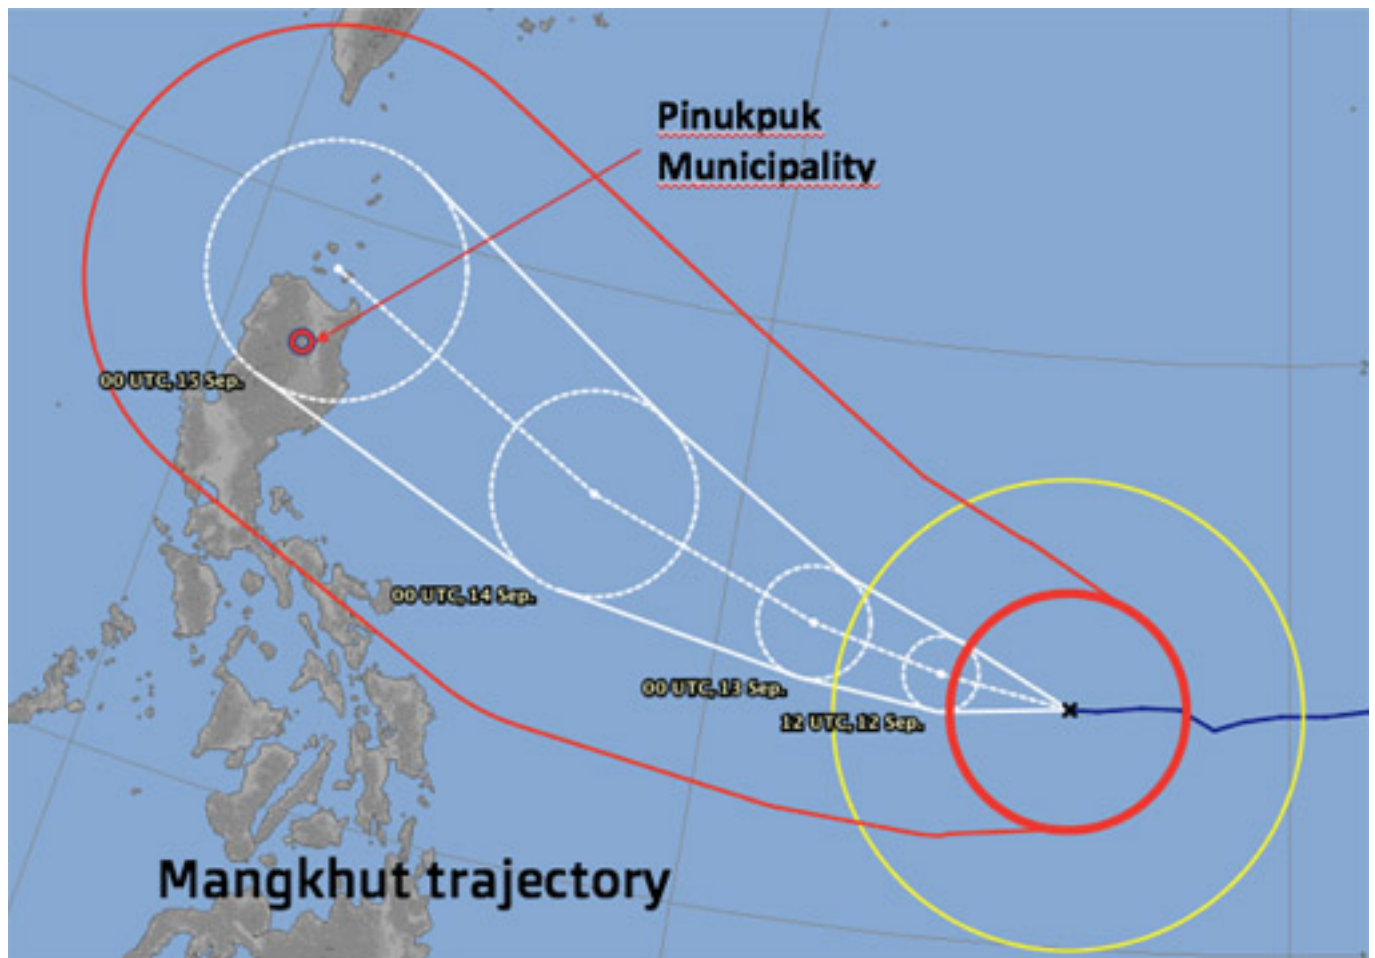 Pinukpuk
Municipality
00 UTC, 15 Sep.
00 UTC, 14 Sep.
00 UTC, 13 Sep.
12 UTC, 12 Sep.
Mangkhut trajectory